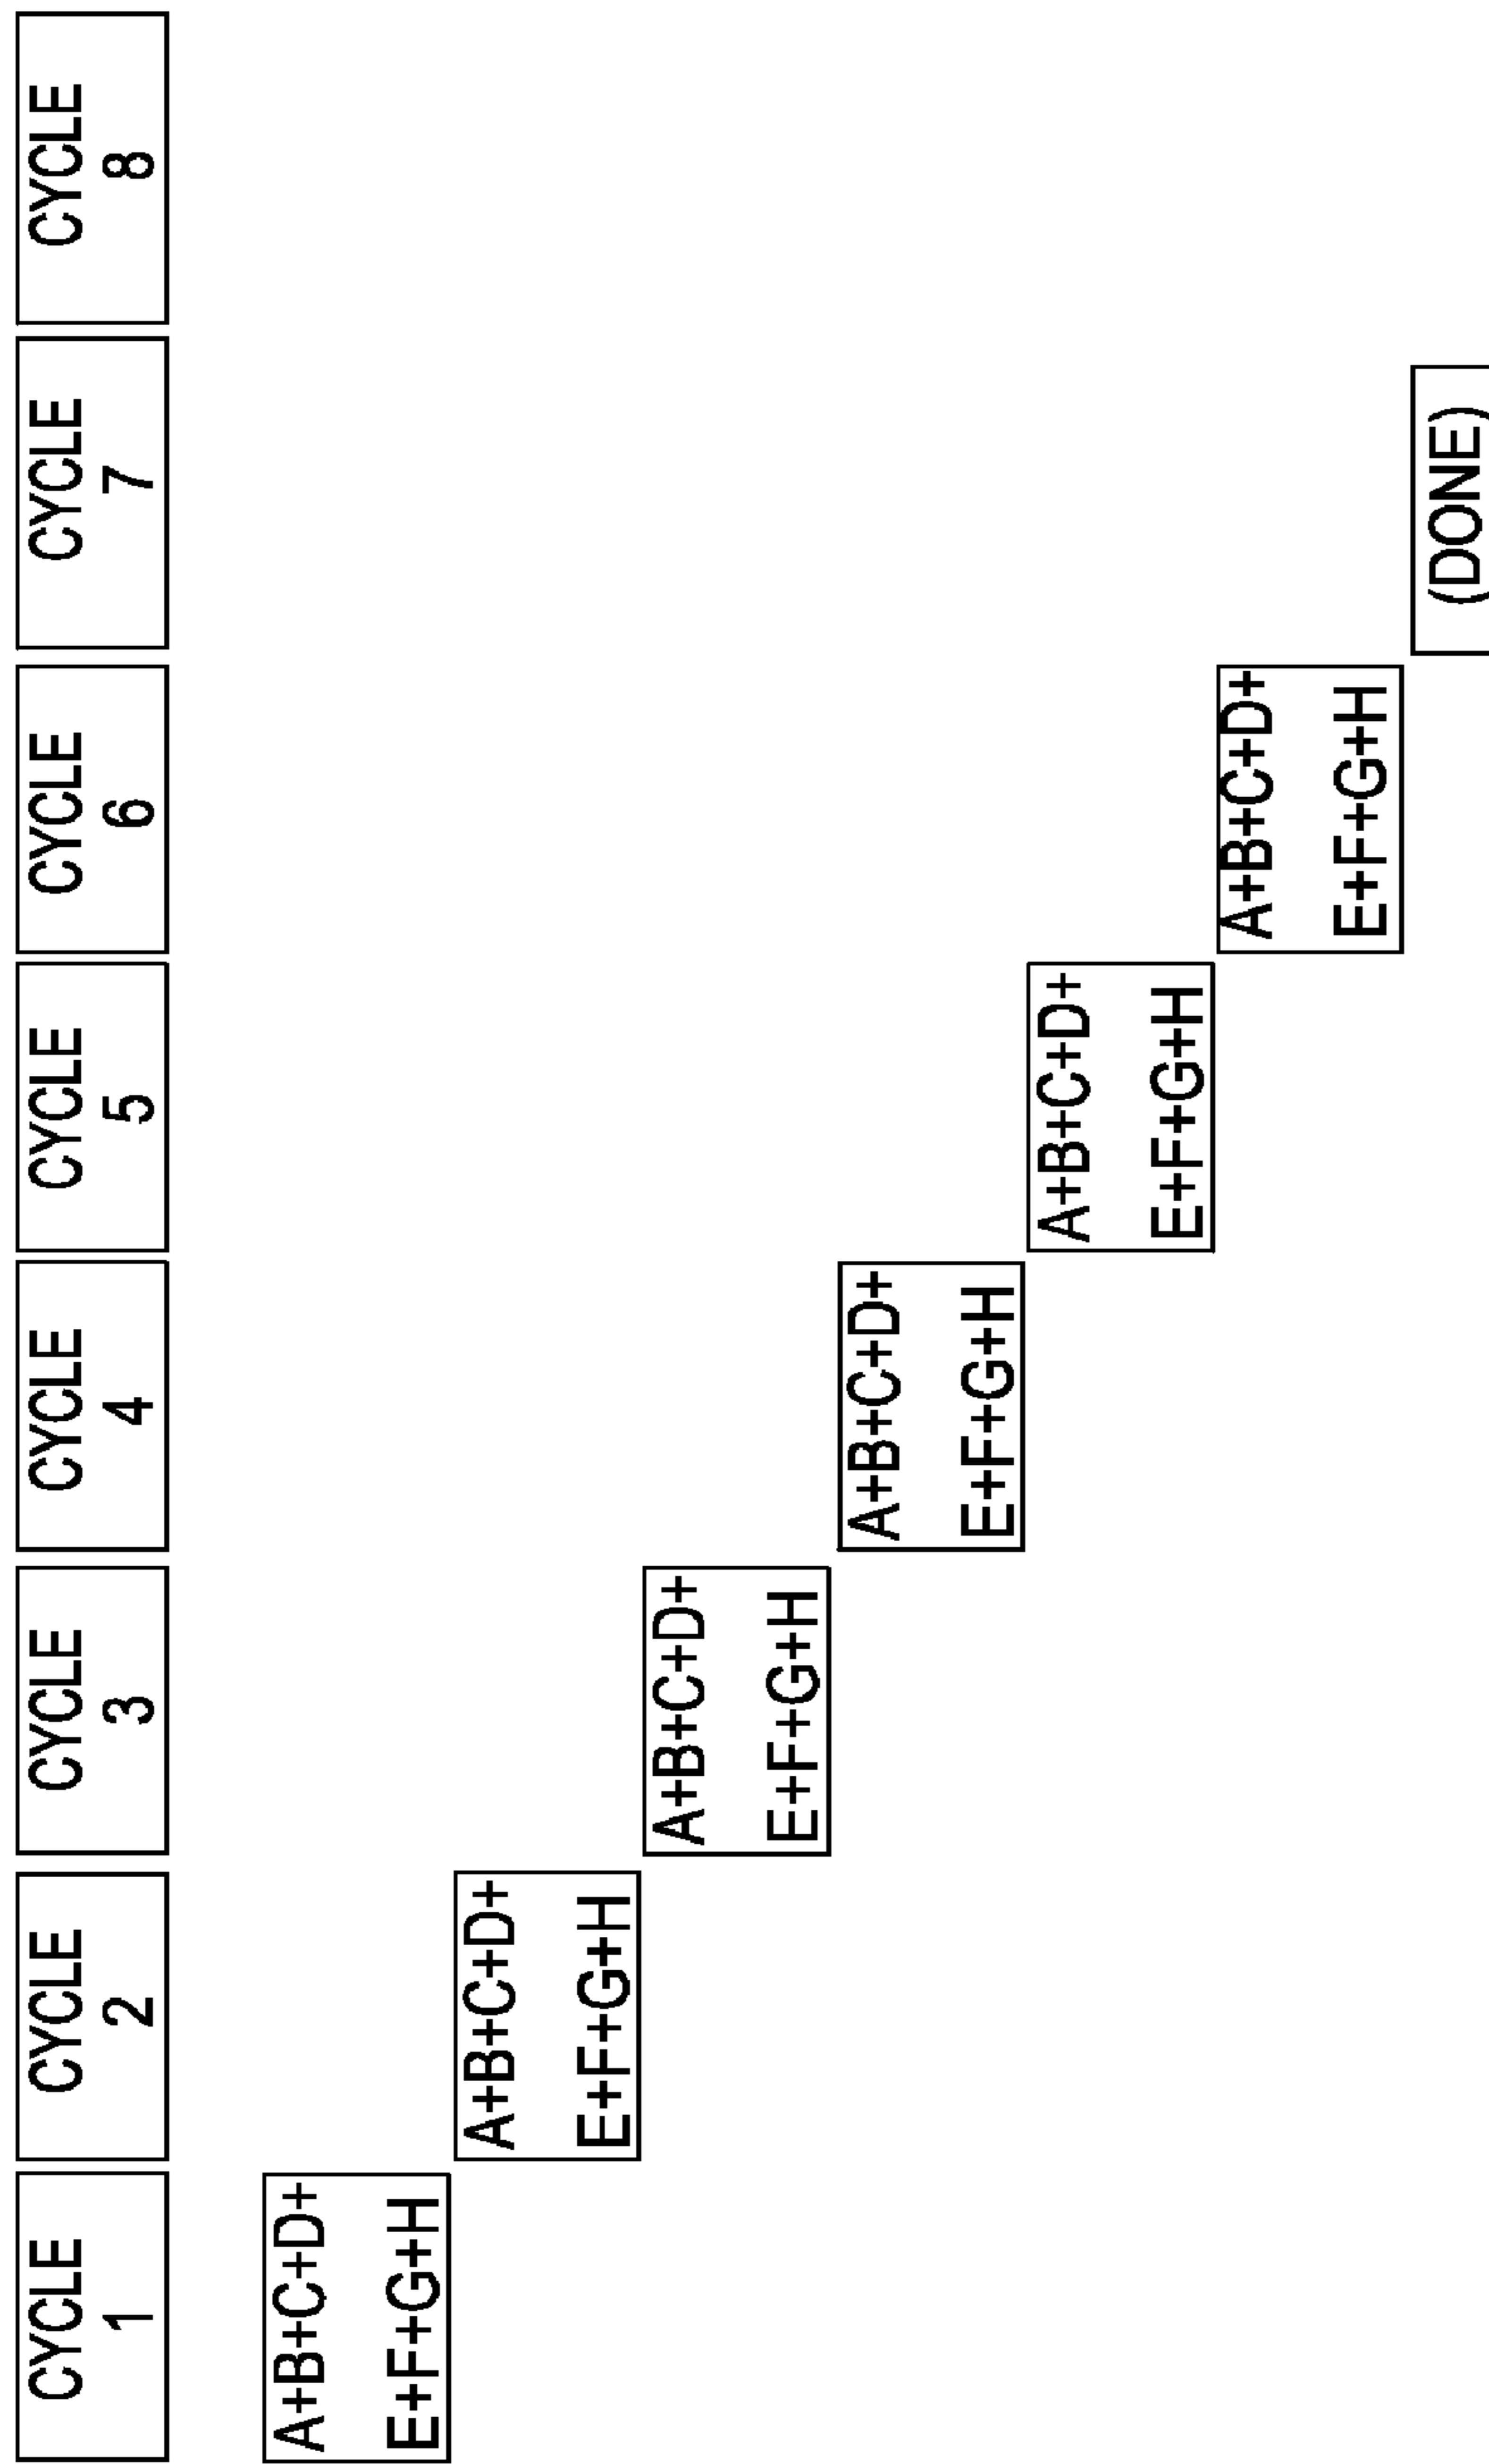 CYCLE
1
CYCLE
2
CYCLE
3
CYCLE
4
CYCLE
5
CYCLE
6
CYCLE
7
CYCLE
8
A+B+C+D+
E+F+G+H
A+B+C+D+
E+F+G+H
A+B+C+D+
E+F+G+H
A+B+C+D+
E+F+G+H
A+B+C+D+
E+F+G+H
A+B+C+D+
E+F+G+H
(DONE)